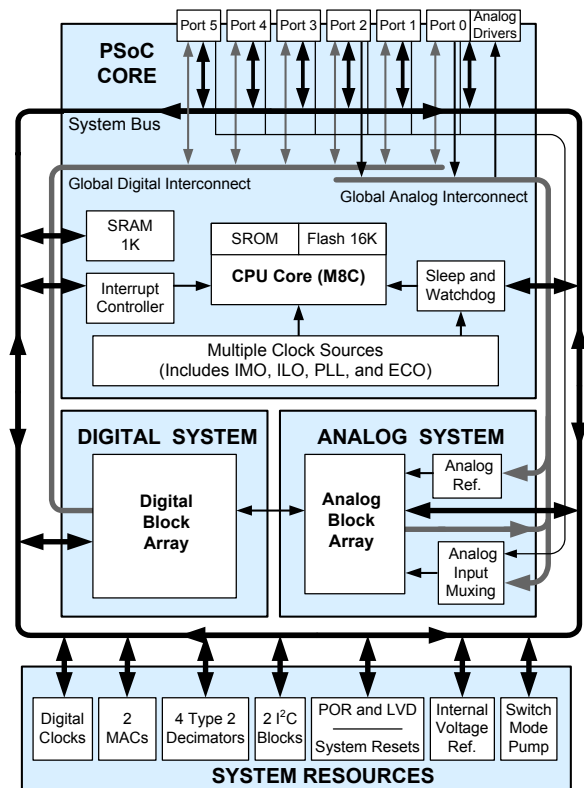 Port 5 Port 4 Port 3 Port 2 Port 1 Port 0 Analog Drivers
PSoC
CORE
System Bus
Global Digital Interconnect
Global Analog Interconnect
SRAM
1K
SROM Flash 16K
CPU Core (M8C)
Interrupt
Controller
Sleep and
Watchdog
Multiple Clock Sources
(Includes IMO, ILO, PLL, and ECO)
DIGITAL SYSTEM
Digital
Block
Array
ANALOG SYSTEM
Analog
Block
Array
Analog
Ref.
Analog
Input
Muxing
Digital
Clocks
2
MACs
4 Type 2
Decimators
2 I²C
Blocks
POR and LVD
System Resets
Internal
Voltage
Ref.
Switch
Mode
Pump
SYSTEM RESOURCES